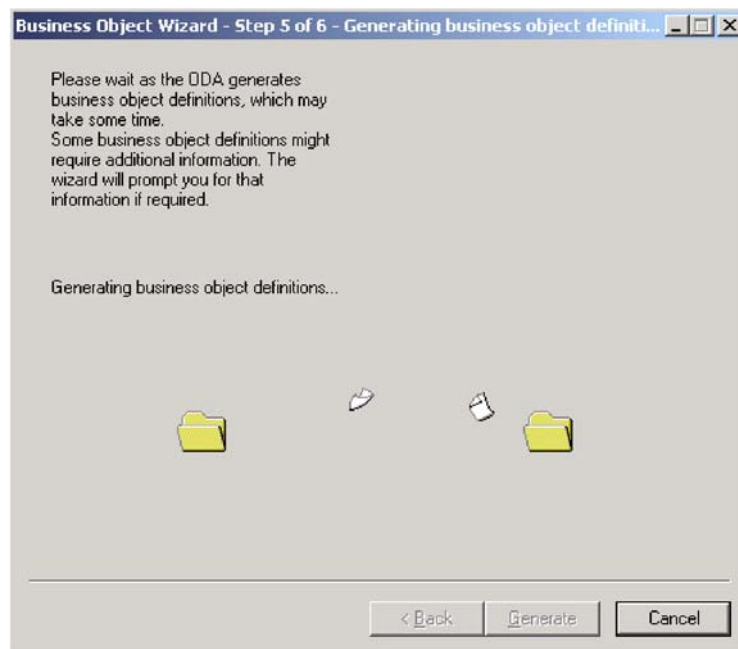 Business Object Wizard - Step 5 of 6 - Generating business object definiti...
Please wait as the ODA generates
business object definitions, which may
take some time.
Some business object definitions might
require additional information. The
wizard will prompt you for that
information if required.
Generating business object definitions...
< Back
Generate
Cancel